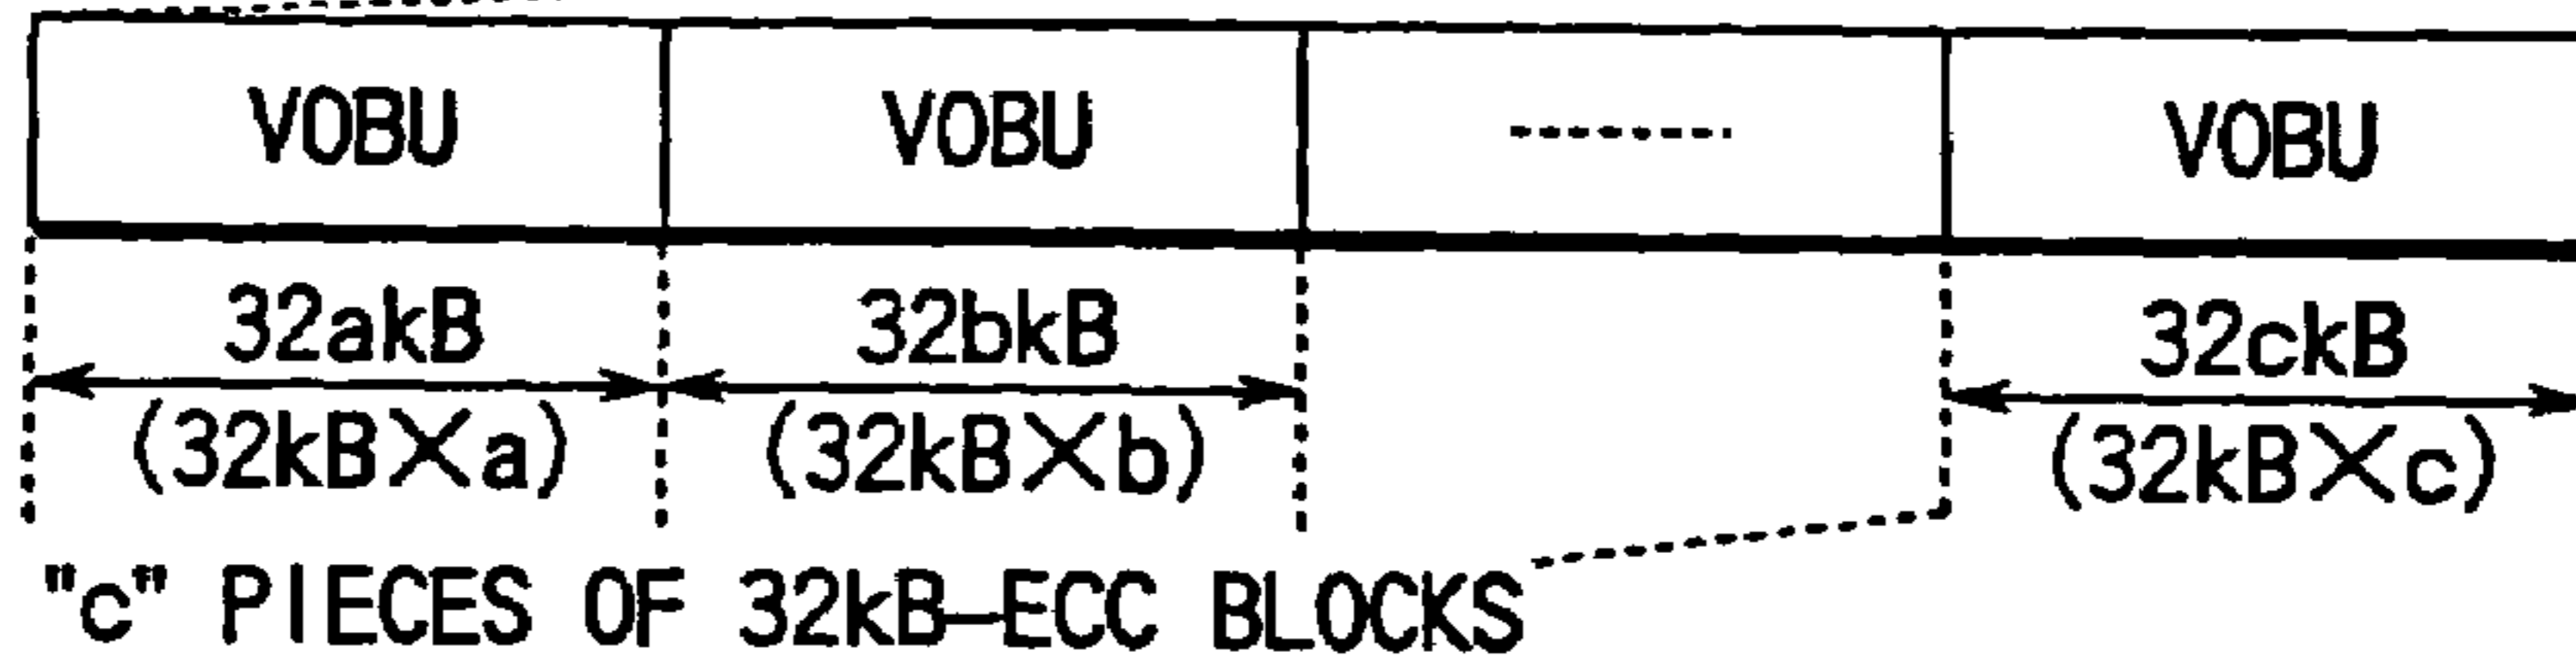 VOBU VOBU --------- VOBU
32akB 32bkB 32ckB
(32kB×a) (32kB×b) (32kB×c)
"c" PIECES OF 32kB-ECC BLOCKS